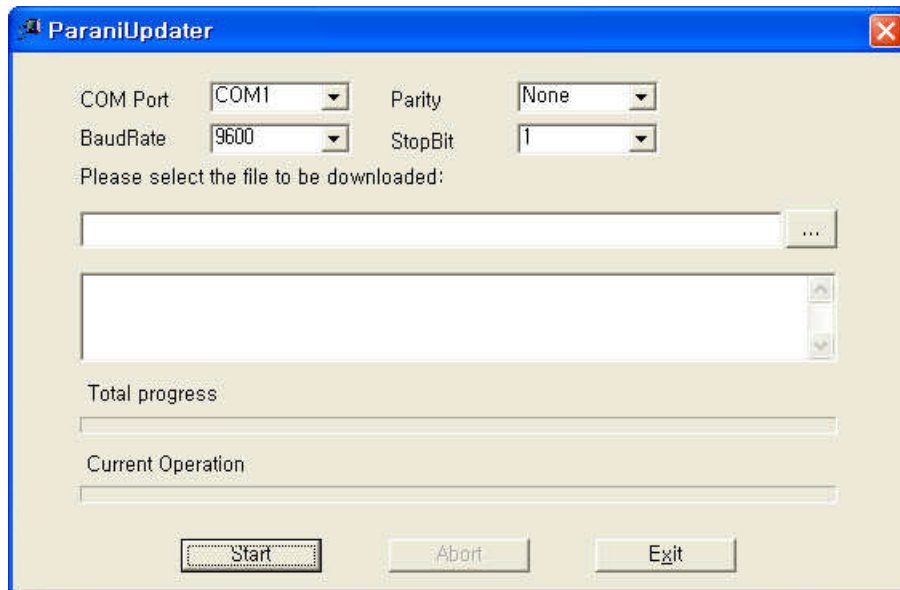 ParaniUpdater
COM Port COM1 Parity None
BaudRate 9600 StopBit 1
Please select the file to be downloaded:
...
Total progress
Current Operation
Start Abort Exit